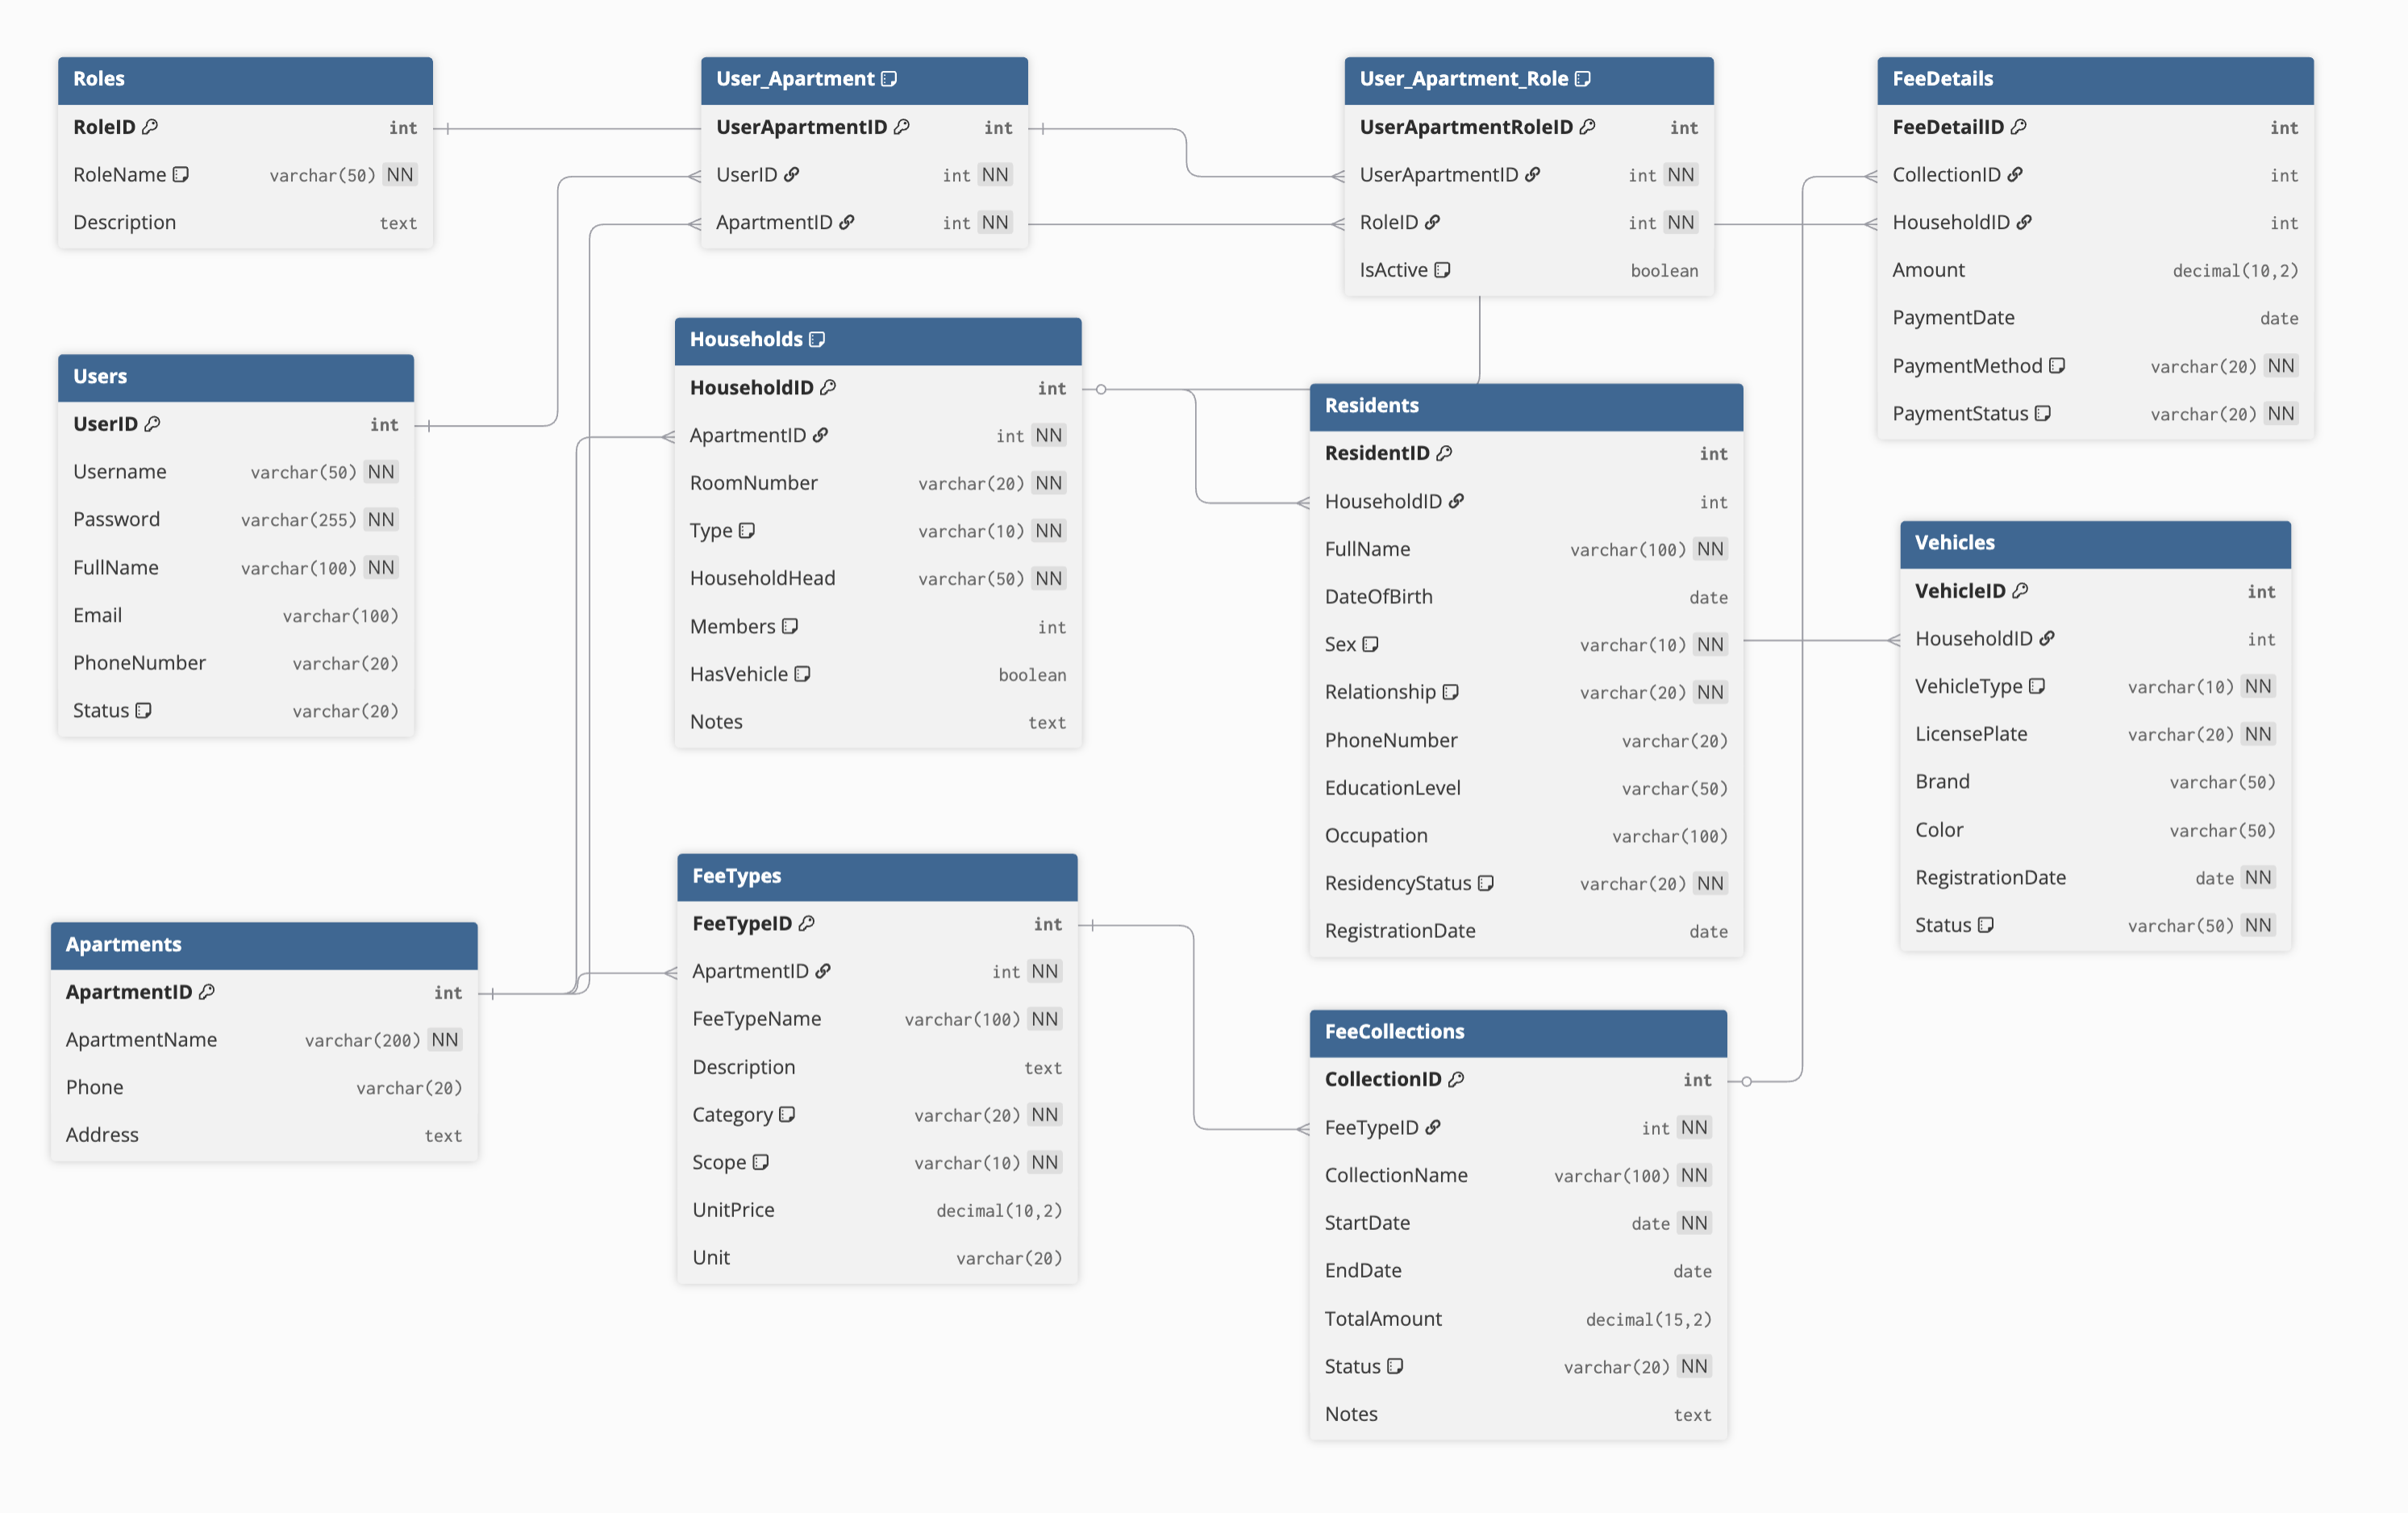 Roles
RoleID int
RoleName varchar(50) NN
Description text
Users
UserID int
Username varchar(50) NN
Password varchar(255) NN
FullName varchar(100) NN
Email varchar(100)
PhoneNumber varchar(20)
Status varchar(20)
Apartments
ApartmentID int
ApartmentName varchar(200) NN
Phone varchar(20)
Address text
User_Apartment
UserApartmentID int
UserID int NN
ApartmentID int NN
Households
HouseholdID int
ApartmentID int NN
RoomNumber varchar(20) NN
Type varchar(10) NN
HouseholdHead varchar(50) NN
Members int
HasVehicle boolean
Notes text
FeeTypes
FeeTypeID int
ApartmentID int NN
FeeTypeName varchar(100) NN
Description text
Category varchar(20) NN
Scope varchar(10) NN
UnitPrice decimal(10,2)
Unit varchar(20)
User_Apartment_Role
UserApartmentRoleID int
UserApartmentID int NN
RoleID int NN
IsActive boolean
Residents
ResidentID int
HouseholdID int
FullName varchar(100) NN
DateOfBirth date
Sex varchar(10) NN
Relationship varchar(20) NN
PhoneNumber varchar(20)
EducationLevel varchar(50)
Occupation varchar(100)
ResidencyStatus varchar(20) NN
RegistrationDate date
FeeCollections
CollectionID int
FeeTypeID int NN
CollectionName varchar(100) NN
StartDate date NN
EndDate date
TotalAmount decimal(15,2)
Status varchar(20) NN
Notes text
FeeDetails
FeeDetailID int
CollectionID int
HouseholdID int
Amount decimal(10,2)
PaymentDate date
PaymentMethod varchar(20) NN
PaymentStatus varchar(20) NN
Vehicles
VehicleID int
HouseholdID int
VehicleType varchar(10) NN
LicensePlate varchar(20) NN
Brand varchar(50)
Color varchar(50)
RegistrationDate date NN
Status varchar(50) NN